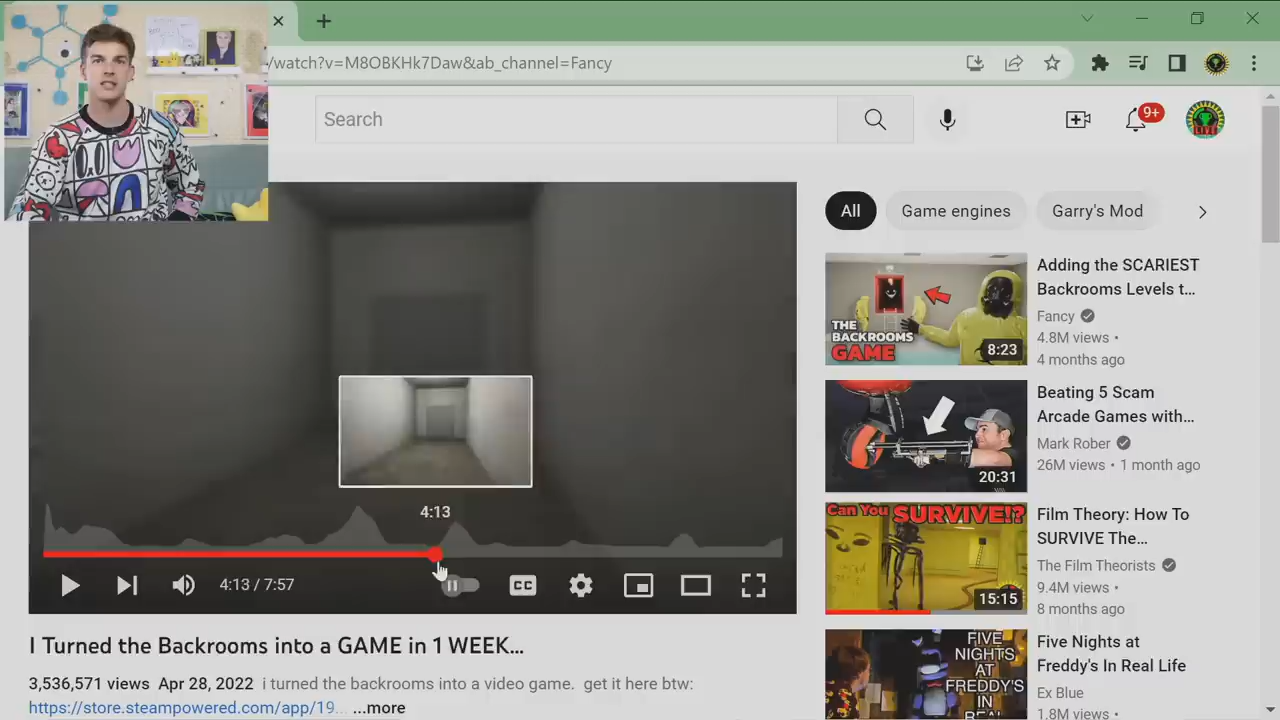 /watch?v=M8OBKHk7Daw&ab_channel=Fancy
Search
9+
LIVE
All
Game engines
Garry's Mod
4:13
4:13 / 7:57
CC
I Turned the Backrooms into a GAME in 1 WEEK...
3,536,571 views Apr 28, 2022 i turned the backrooms into a video game. get it here btw:
https://store.steampowered.com/app/19... ...more
THE
BACKROOMS
GAME
8:23
Adding the SCARIEST
Backrooms Levels t...
Fancy
4.8M views •
4 months ago
20:31
Beating 5 Scam
Arcade Games with...
Mark Rober
26M views • 1 month ago
Can You SURVIVE!?
15:15
Film Theory: How To
SURVIVE The...
The Film Theorists
9.4M views •
8 months ago
FIVE
NIGHTS
AT
FREDDY'S
IN
REAL
Five Nights at
Freddy's In Real Life
Ex Blue
1.8M views •